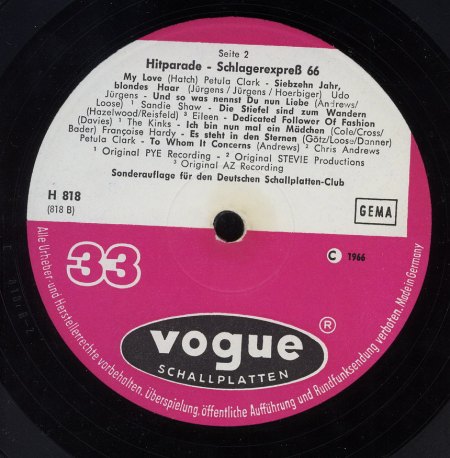 Seite 2
Hitparade - Schlagerexpreß 66
My Love (Hatch) Petula Clark - Siebzehn Jahr,
blondes Haar (Jürgens / Jürgens / Hoerbiger) Udo
Jürgens - Und so was nennst Du nun Liebe (Andrews/
Loose) ¹ Sandie Shaw - Die Stiefel sind zum Wandern
(Hazelwood/Reisfeld) ³ Eileen - Dedicated Follower Of Fashion
(Davies) ¹ The Kinks - Ich bin nun mal ein Mädchen (Cole/Cross/
Bader) Françoise Hardy - Es steht in den Sternen (Götz/Loose/Danner)
Petula Clark - To Whom It Concerns (Andrews) ² Chris Andrews
¹ Original PYE Recording - ² Original STEVIE Productions
³ Original AZ Recording
Sonderauflage für den Deutschen Schallplatten-Club
H 818
(818 B)
GEMA
33
© 1966
vogue ®
SCHALLPLATTEN
Alle Urheber- und Herstellerrechte vorbehalten. Überspielung, öffentliche Aufführung und Rundfunksendung verboten. Made in Germany